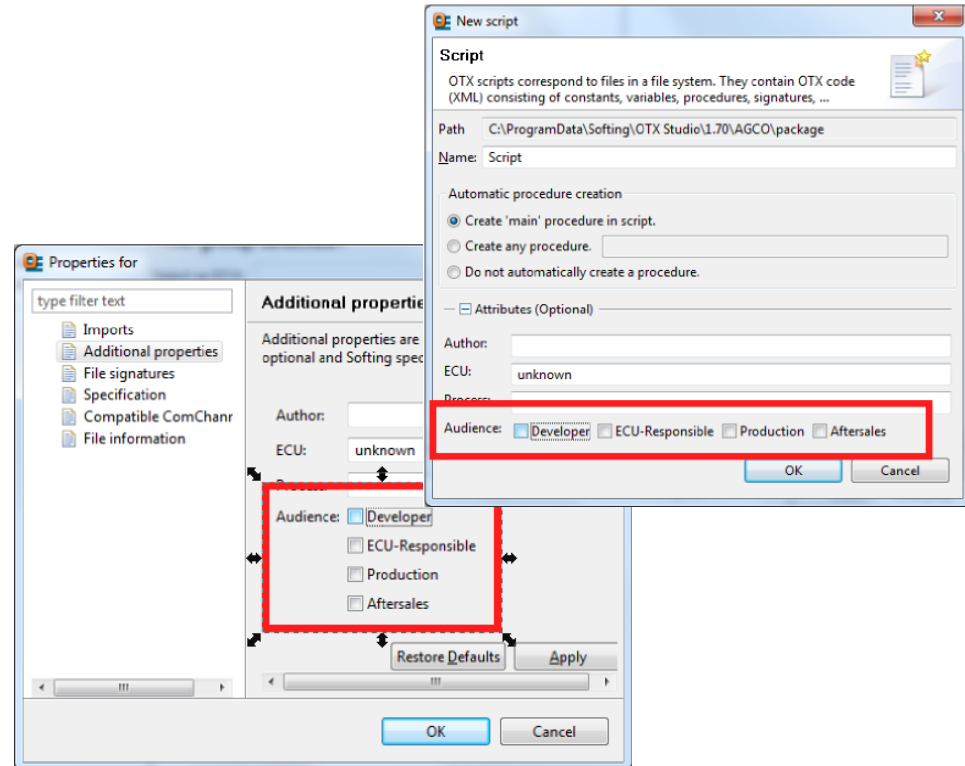 New script
Script
OTX scripts correspond to files in a file system. They contain OTX code
(XML) consisting of constants, variables, procedures, signatures, ...
Path C:\ProgramData\Softing\OTX Studio\1.70\AGCO\package
Name: Script
Automatic procedure creation
Create 'main' procedure in script.
Create any procedure.
Do not automatically create a procedure.
Attributes (Optional)
Author:
ECU: unknown
Process:
Audience: Developer ECU-Responsible Production Aftersales
OK Cancel
Properties for
type filter text
Imports
Additional properties
File signatures
Specification
Compatible ComChanr
File information
Additional propertie
Additional properties are
optional and Softing spec
Author:
ECU: unknown
Process:
Audience: Developer
ECU-Responsible
Production
Aftersales
Restore Defaults Apply
OK Cancel